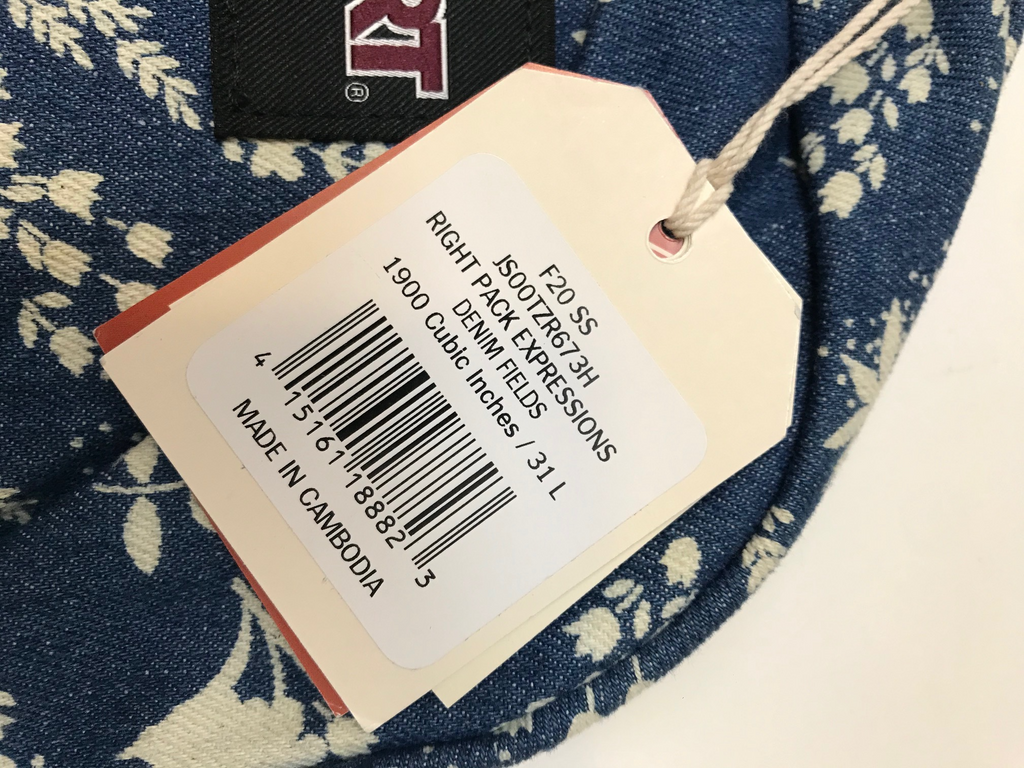 RT®
F20 SS
JS00TZR673H
RIGHT PACK EXPRESSIONS
DENIM FIELDS
1900 Cubic Inches / 31 L
4 15161 18882 3
MADE IN CAMBODIA